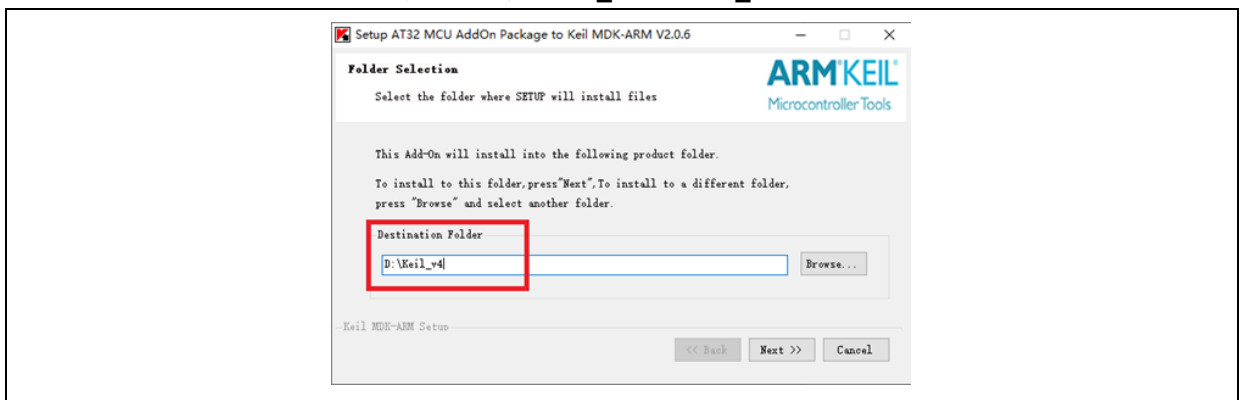 Setup AT32 MCU AddOn Package to Keil MDK-ARM V2.0.6
Folder Selection
Select the folder where SETUP will install files
ARM KEIL
Microcontroller Tools
This Add-On will install into the following product folder.
To install to this folder,press"Next",To install to a different folder,
press "Browse" and select another folder.
Destination Folder
D:\Keil_v4
Browse...
Keil MDK-ARM Setup
<< Back
Next >>
Cancel